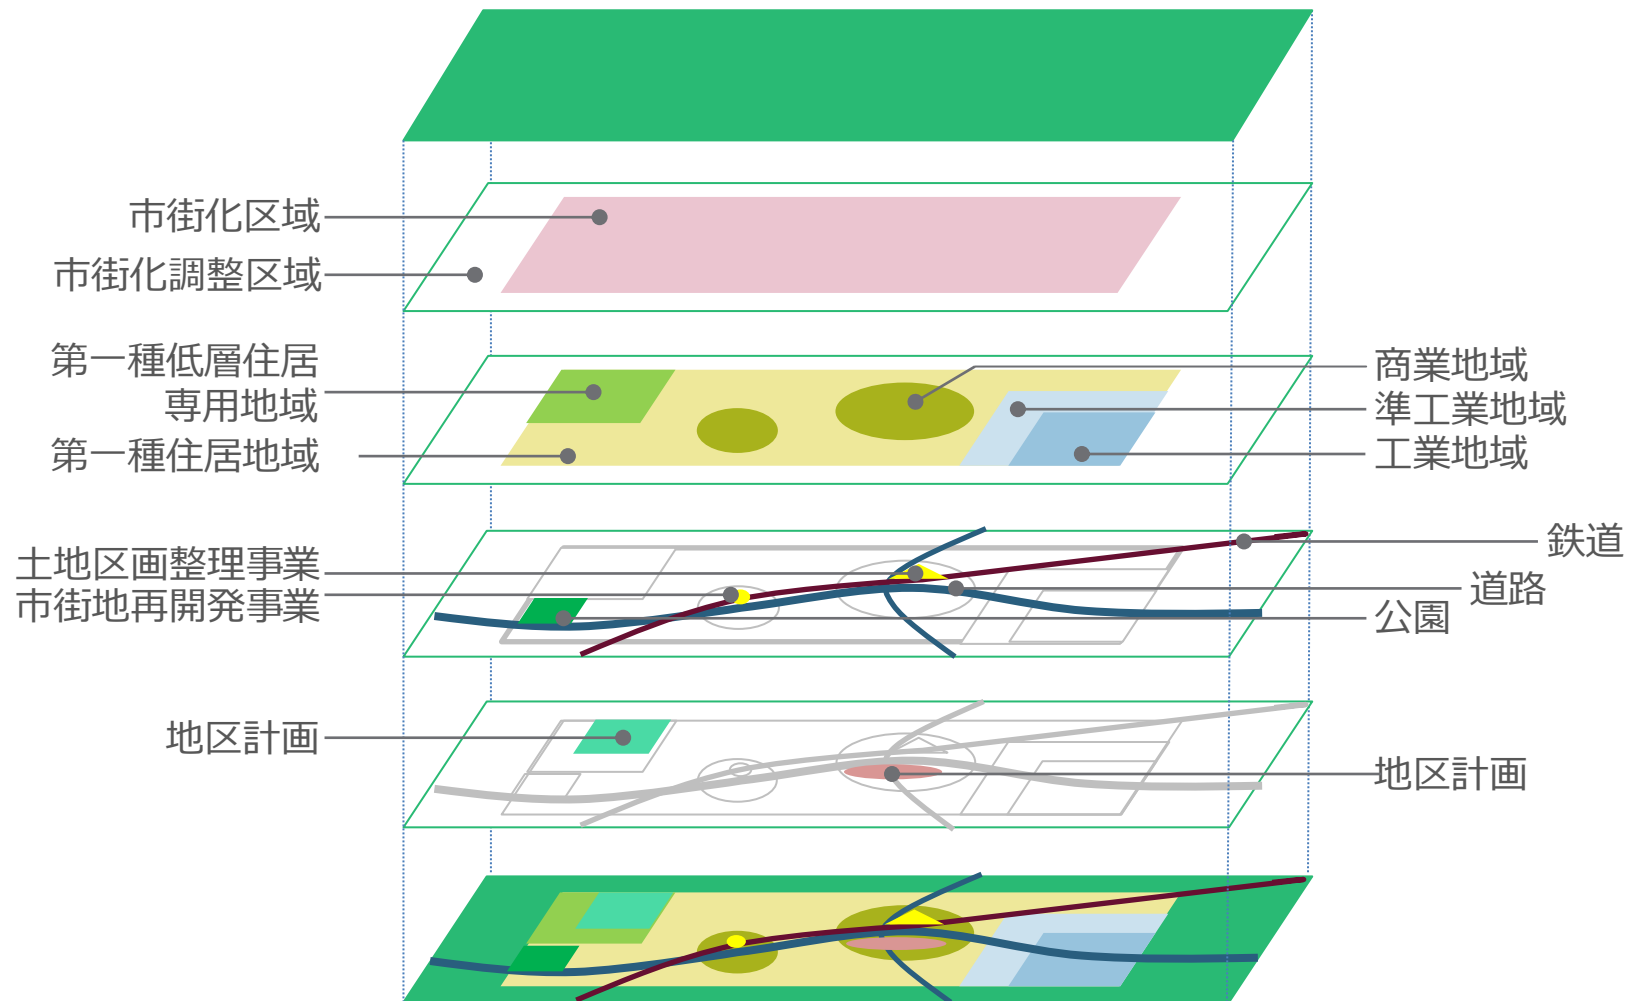 市街化区域
市街化調整区域
第一種低層住居
専用地域
第一種住居地域
商業地域
準工業地域
工業地域
土地区画整理事業
市街地再開発事業
鉄道
道路
公園
地区計画
地区計画